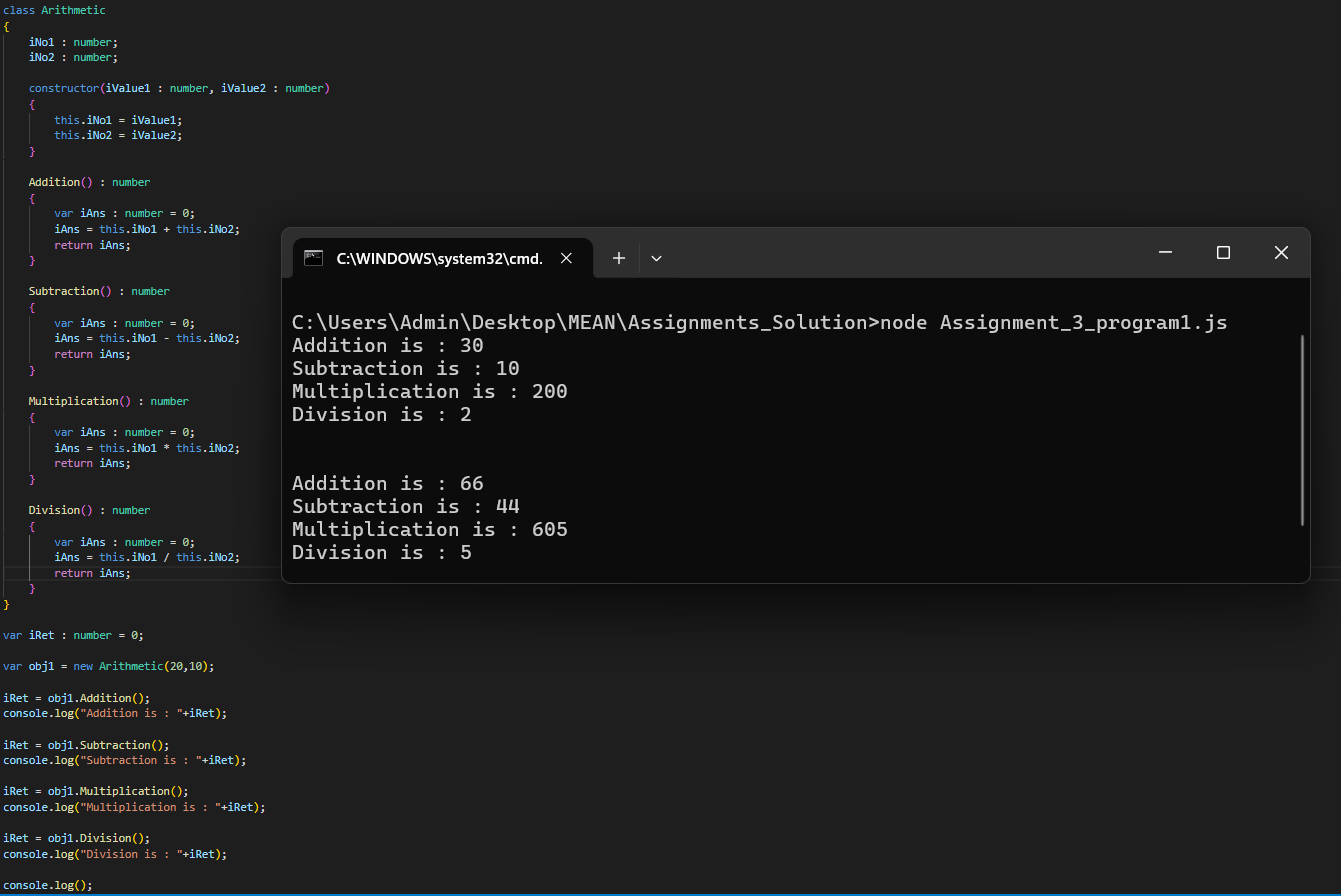 class Arithmetic
{
iNo1 : number;
iNo2 : number;
constructor(iValue1 : number, iValue2 : number)
{
this.iNo1 = iValue1;
this.iNo2 = iValue2;
}
Addition() : number
{
var iAns : number = 0;
iAns = this.iNo1 + this.iNo2;
return iAns;
}
Subtraction() : number
{
var iAns : number = 0;
iAns = this.iNo1 - this.iNo2;
return iAns;
}
Multiplication() : number
{
var iAns : number = 0;
iAns = this.iNo1 * this.iNo2;
return iAns;
}
Division() : number
{
var iAns : number = 0;
iAns = this.iNo1 / this.iNo2;
return iAns;
}
}
var iRet : number = 0;
var obj1 = new Arithmetic(20,10);
iRet = obj1.Addition();
console.log("Addition is : "+iRet);
iRet = obj1.Subtraction();
console.log("Subtraction is : "+iRet);
iRet = obj1.Multiplication();
console.log("Multiplication is : "+iRet);
iRet = obj1.Division();
console.log("Division is : "+iRet);
console.log();
C:\WINDOWS\system32\cmd.
C:\Users\Admin\Desktop\MEAN\Assignments_Solution>node Assignment_3_program1.js
Addition is : 30
Subtraction is : 10
Multiplication is : 200
Division is : 2
Addition is : 66
Subtraction is : 44
Multiplication is : 605
Division is : 5